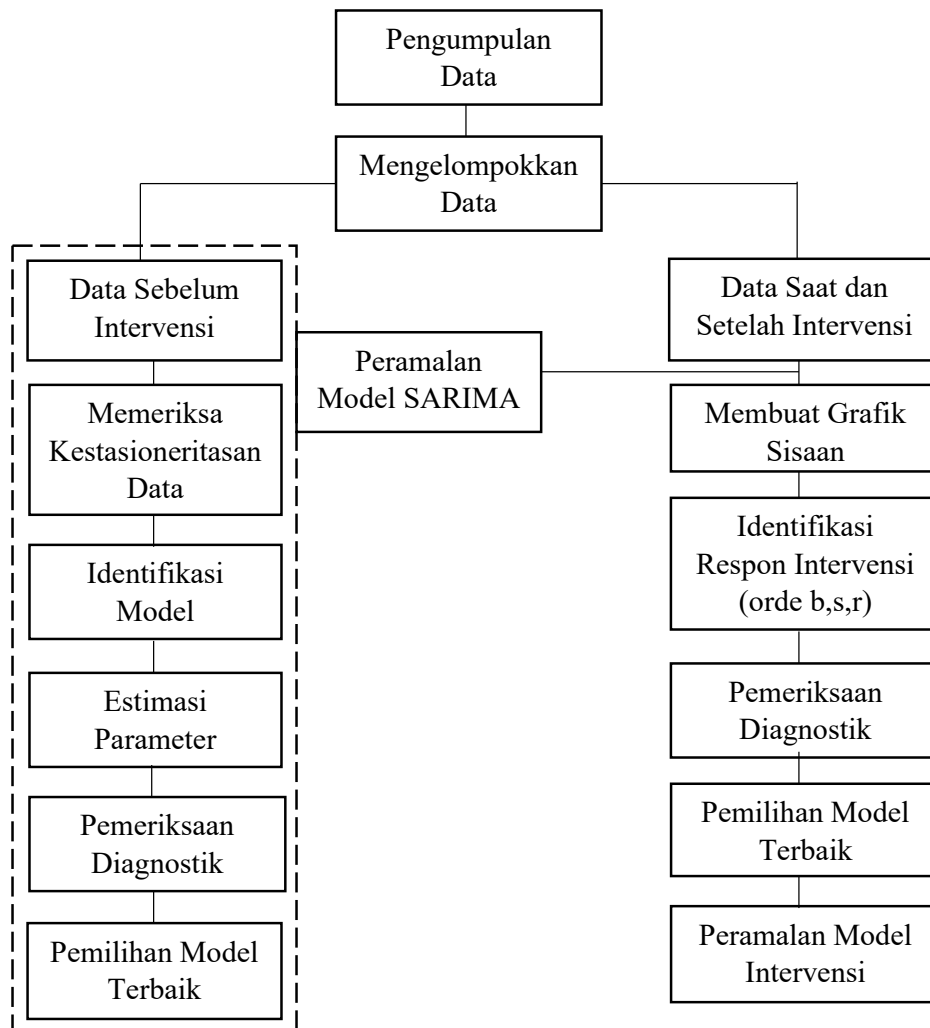 Pengumpulan
Data
Mengelompokkan
Data
Data Sebelum
Intervensi
Memeriksa
Kestasioneritasan
Data
Identifikasi
Model
Estimasi
Parameter
Pemeriksaan
Diagnostik
Pemilihan Model
Terbaik
Peramalan
Model SARIMA
Data Saat dan
Setelah Intervensi
Membuat Grafik
Sisaan
Identifikasi
Respon Intervensi
(orde b,s,r)
Pemeriksaan
Diagnostik
Pemilihan Model
Terbaik
Peramalan Model
Intervensi